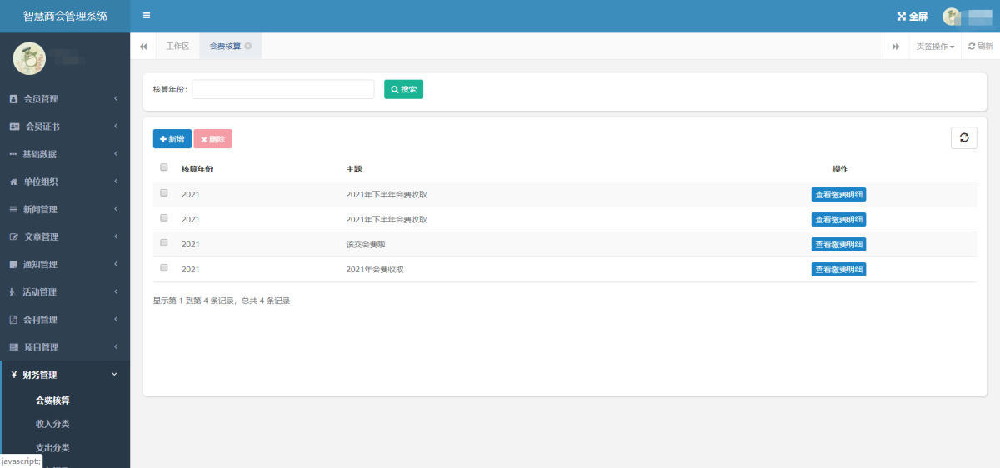 智慧商会管理系统
全屏
工作区
会费核算
页签操作
刷新
会员管理
会员证书
基础数据
单位组织
新闻管理
文章管理
通知管理
活动管理
会刊管理
项目管理
¥ 财务管理
会费核算
收入分类
支出分类
javascript:;
核算年份：
搜索
新增
删除
核算年份 主题 操作
2021 2021年下半年会费收取 查看缴费明细
2021 2021年下半年会费收取 查看缴费明细
2021 该交会费啦 查看缴费明细
2021 2021年会费收取 查看缴费明细
显示第 1 到第 4 条记录，总共 4 条记录